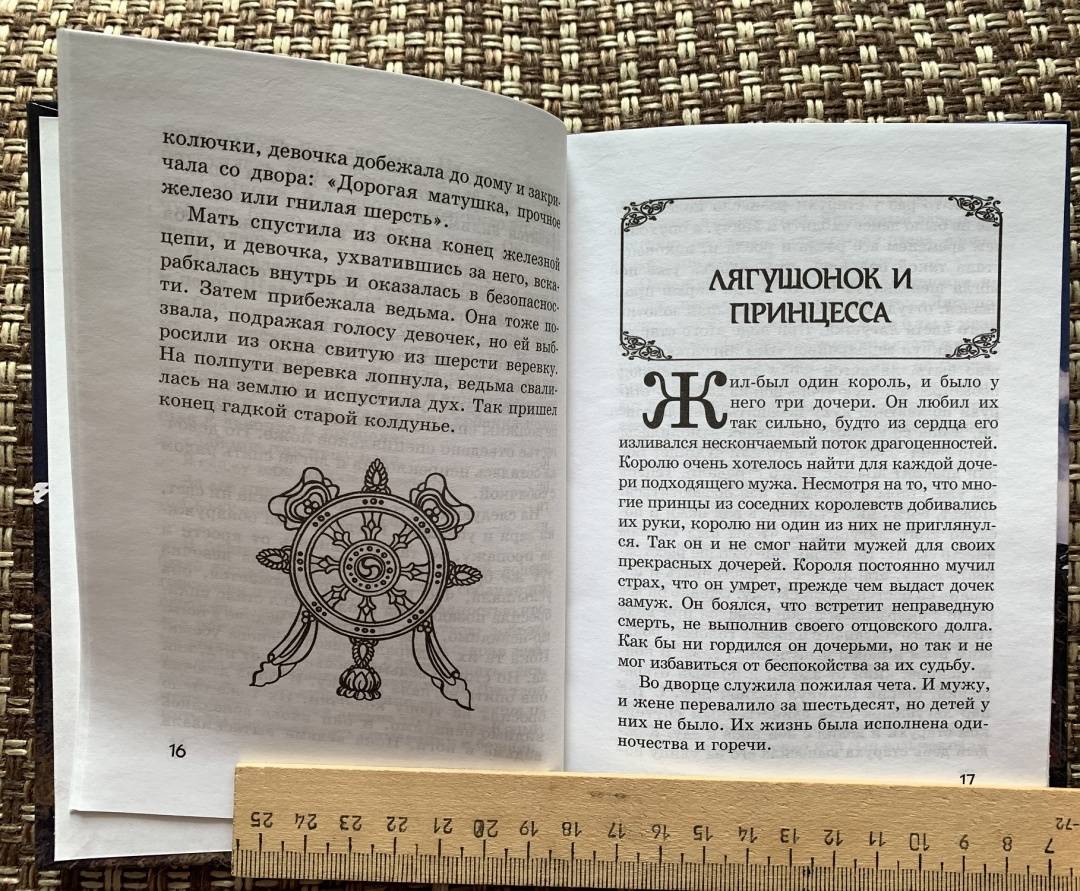 колючки, девочка добежала до дому и закри-
чала со двора: «Дорогая матушка, прочное
железо или гнилая шерсть».
Мать спустила из окна конец железной
цепи, и девочка, ухватившись за него, вска-
рабкалась внутрь и оказалась в безопаснос-
ти. Затем прибежала ведьма. Она тоже по-
звала, подражая голосу девочек, но ей выб-
росили из окна свитую из шерсти веревку.
На полпути веревка лопнула, ведьма свали-
лась на землю и испустила дух. Так пришел
конец гадкой старой колдунье.
16
ЛЯГУШОНОК И
ПРИНЦЕССА
Жил-был один король, и было у
него три дочери. Он любил их
так сильно, будто из сердца его
изливался нескончаемый поток драгоценностей.
Королю очень хотелось найти для каждой доче-
ри подходящего мужа. Несмотря на то, что мно-
гие принцы из соседних королевств добивались
их руки, королю ни один из них не приглянул-
ся. Так он и не смог найти мужей для своих
прекрасных дочерей. Короля постоянно мучил
страх, что он умрет, прежде чем выдаст дочек
замуж. Он боялся, что встретит неправедную
смерть, не выполнив своего отцовского долга.
Как бы ни гордился он дочерьми, но так и не
мог избавиться от беспокойства за их судьбу.
Во дворце служила пожилая чета. И мужу,
и жене перевалило за шестьдесят, но детей у
них не было. Их жизнь была исполнена оди-
ночества и горечи.
17
25 24 23 22 21 20 19 18 17 16 15 14 13 12 11 10 9 8 7
72-